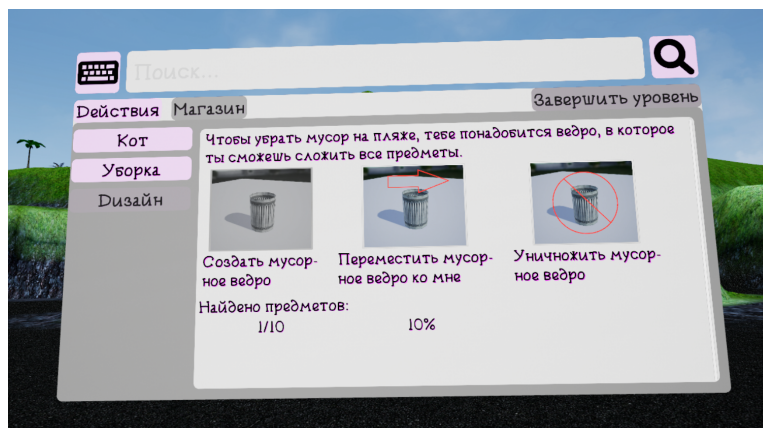 Поиск...
Действия Магазин Завершить уровень
Кот
Уборка
Дизайн
Чтобы убрать мусор на пляже, тебе понадобится ведро, в которое
ты сможешь сложить все предметы.
Создать мусор-
ное ведро
Переместить мусор-
ное ведро ко мне
Уничножить мусор-
ное ведро
Найдено предметов:
1/10 10%